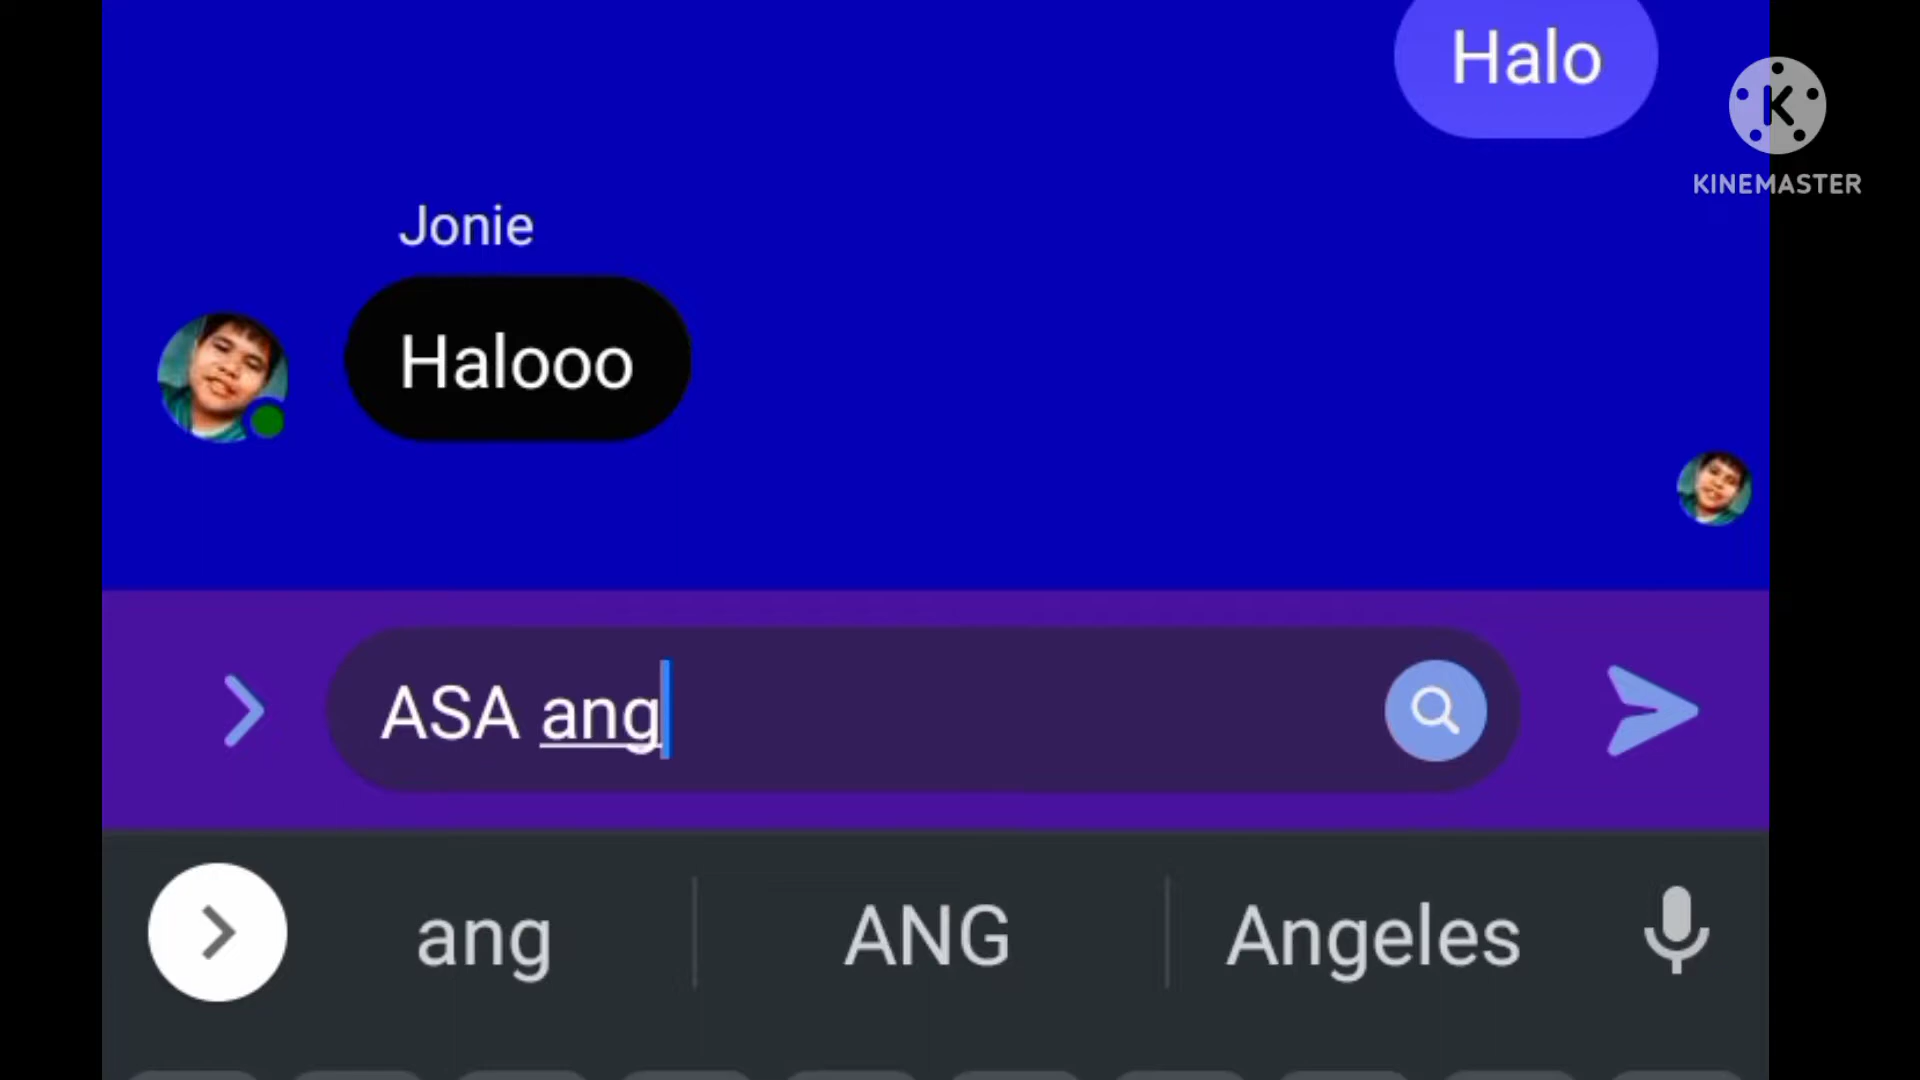 Halo
K
KINEMASTER
Jonie
Halooo
ASA ang
ang ANG Angeles